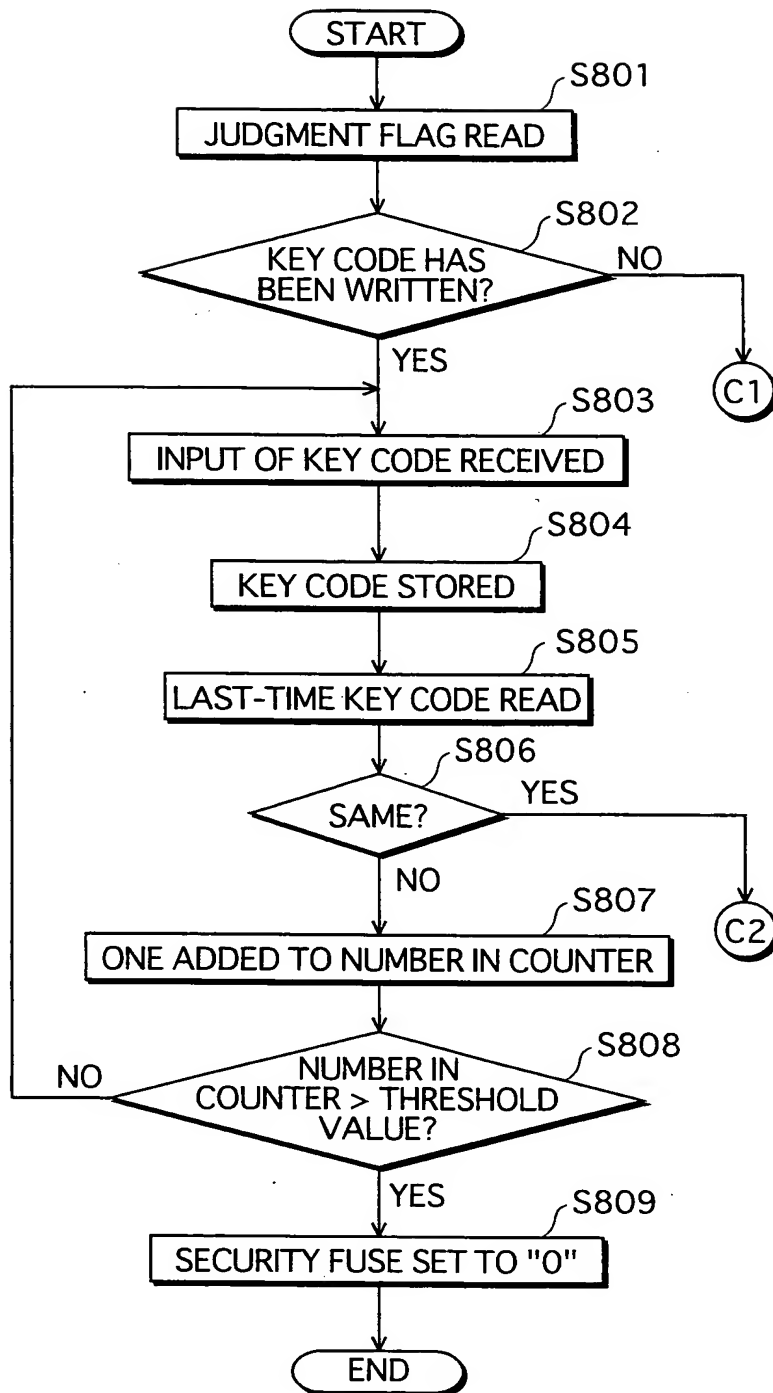 START
S801
JUDGMENT FLAG READ
S802
KEY CODE HAS
BEEN WRITTEN?
NO
YES
C1
S803
INPUT OF KEY CODE RECEIVED
S804
KEY CODE STORED
S805
LAST-TIME KEY CODE READ
S806
SAME?
YES
NO
C2
S807
ONE ADDED TO NUMBER IN COUNTER
S808
NUMBER IN
COUNTER > THRESHOLD
VALUE?
NO
YES
S809
SECURITY FUSE SET TO "0"
END